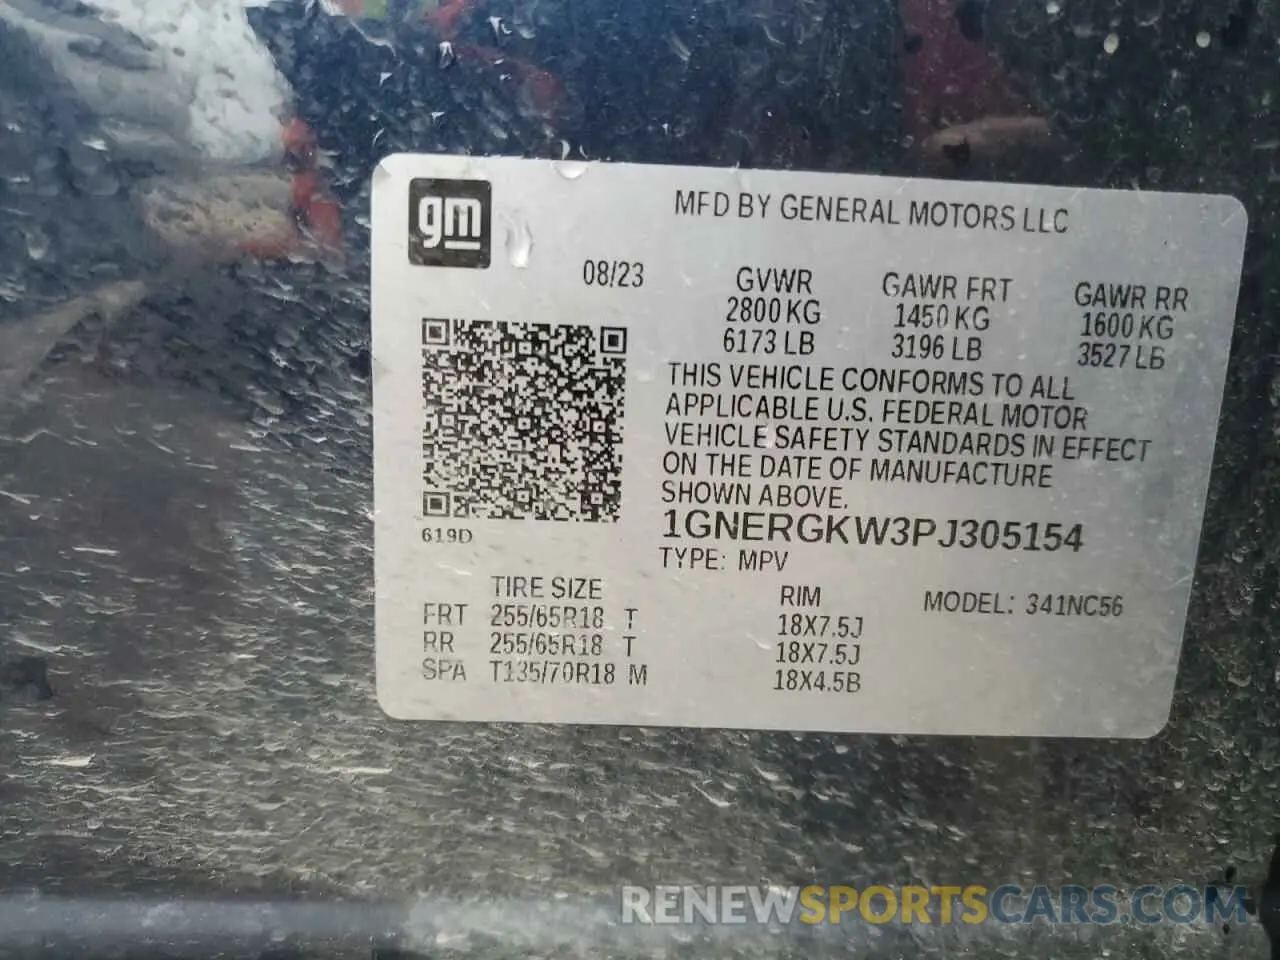 gm
MFD BY GENERAL MOTORS LLC
08/23
GVWR GAWR FRT GAWR RR
2800 KG 1450 KG 1600 KG
6173 LB 3196 LB 3527 LB
THIS VEHICLE CONFORMS TO ALL
APPLICABLE U.S. FEDERAL MOTOR
VEHICLE SAFETY STANDARDS IN EFFECT
ON THE DATE OF MANUFACTURE
SHOWN ABOVE.
1GNERGKW3PJ305154
619D
TYPE: MPV
TIRE SIZE RIM MODEL: 341NC56
FRT 255/65R18 T 18X7.5J
RR 255/65R18 T 18X7.5J
SPA T135/70R18 M 18X4.5B
RENEWSPORTSCARS.COM